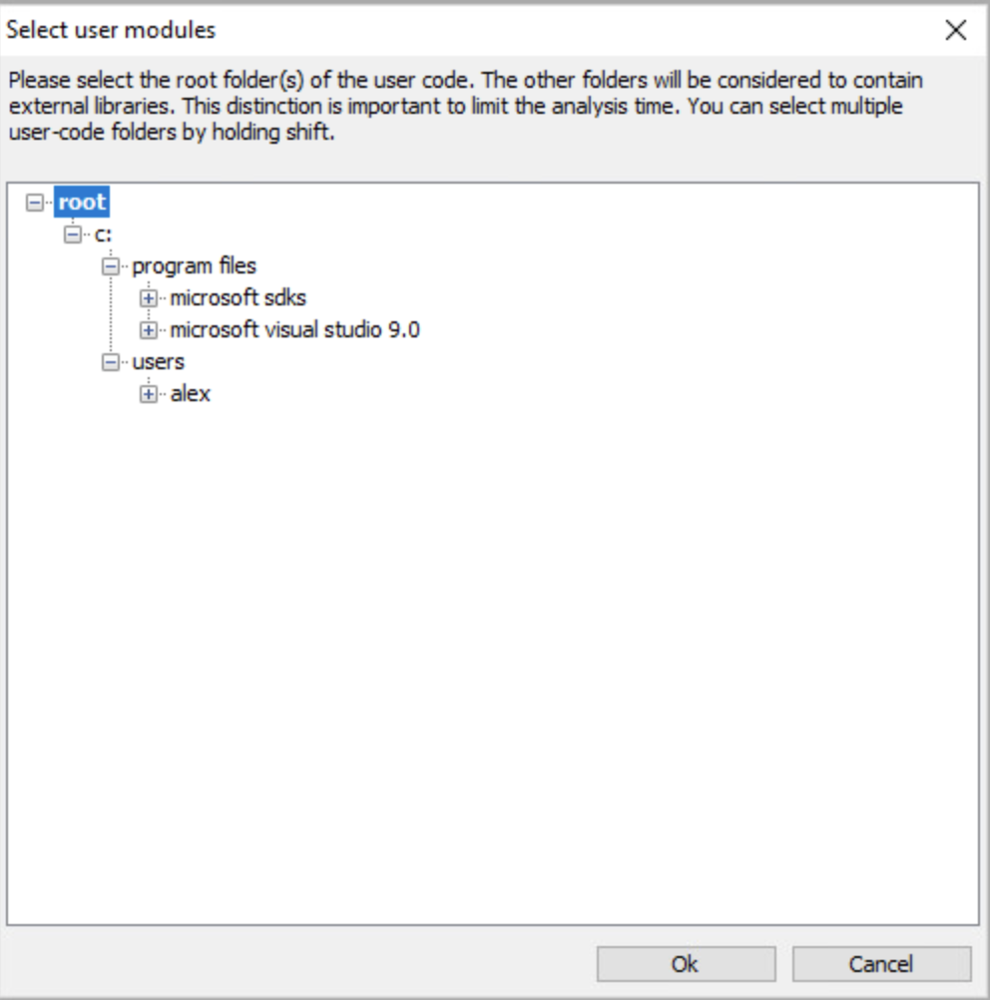 Select user modules
Please select the root folder(s) of the user code. The other folders will be considered to contain
external libraries. This distinction is important to limit the analysis time. You can select multiple
user-code folders by holding shift.
root
c:
program files
microsoft sdks
microsoft visual studio 9.0
users
alex
Ok
Cancel